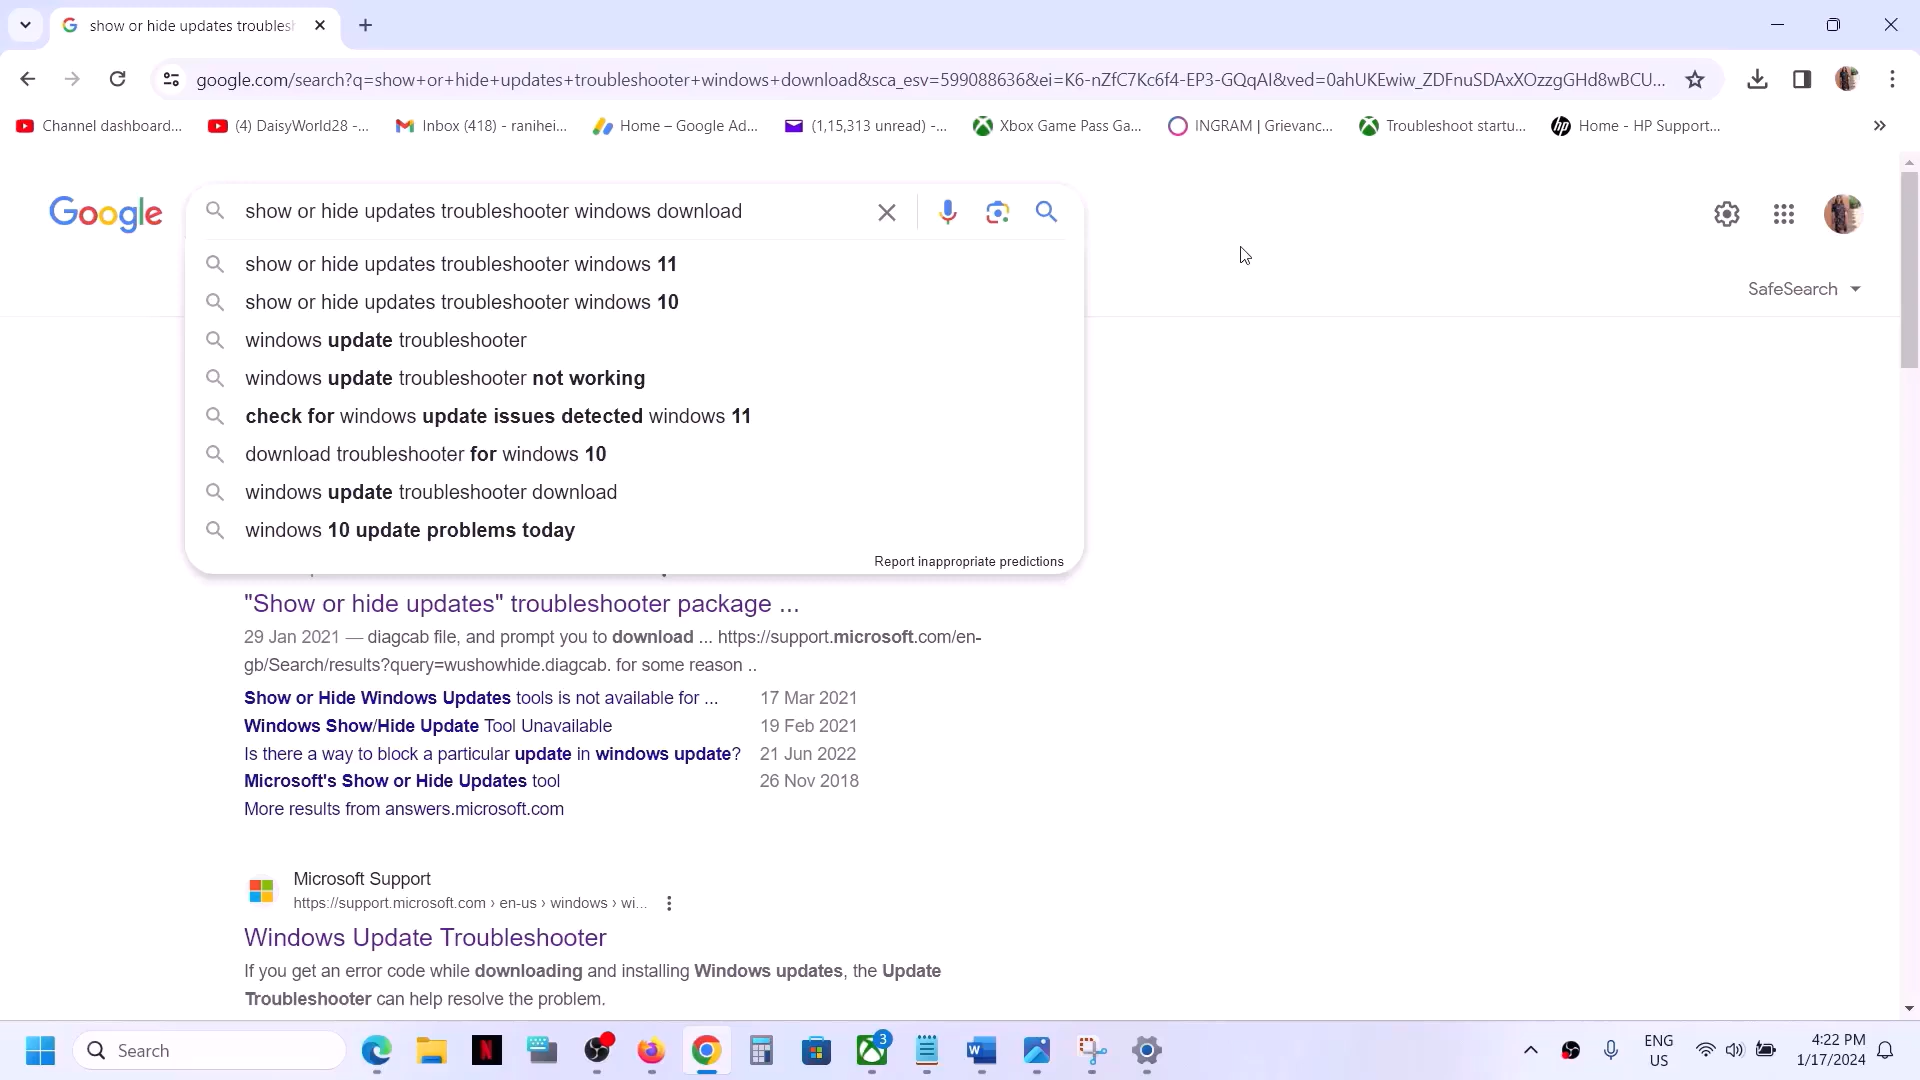 show or hide updates troubles
google.com/search?q=show+or+hide+updates+troubleshooter+windows+download&sca_esv=599088636&ei=K6-nZfC7Kc6f4-EP3-GQqAI&ved=0ahUKEwiw_ZDFnuSDAxXOzzgGHd8wBCU...
Channel dashboard...
(4) DaisyWorld28 -...
Inbox (418) - ranihei...
Home – Google Ad...
(1,15,313 unread) -...
Xbox Game Pass Ga...
INGRAM | Grievanc...
Troubleshoot startu...
Home - HP Support...
Google
show or hide updates troubleshooter windows download
show or hide updates troubleshooter windows 11
show or hide updates troubleshooter windows 10
windows update troubleshooter
windows update troubleshooter not working
check for windows update issues detected windows 11
download troubleshooter for windows 10
windows update troubleshooter download
windows 10 update problems today
Report inappropriate predictions
SafeSearch
"Show or hide updates" troubleshooter package ...
29 Jan 2021 — diagcab file, and prompt you to download ... https://support.microsoft.com/en-
gb/Search/results?query=wushowhide.diagcab. for some reason ..
Show or Hide Windows Updates tools is not available for ... 17 Mar 2021
Windows Show/Hide Update Tool Unavailable 19 Feb 2021
Is there a way to block a particular update in windows update? 21 Jun 2022
Microsoft's Show or Hide Updates tool 26 Nov 2018
More results from answers.microsoft.com
Microsoft Support
https://support.microsoft.com › en-us › windows › wi...
Windows Update Troubleshooter
If you get an error code while downloading and installing Windows updates, the Update
Troubleshooter can help resolve the problem.
Search
N
3
W
ENG
US
4:22 PM
1/17/2024